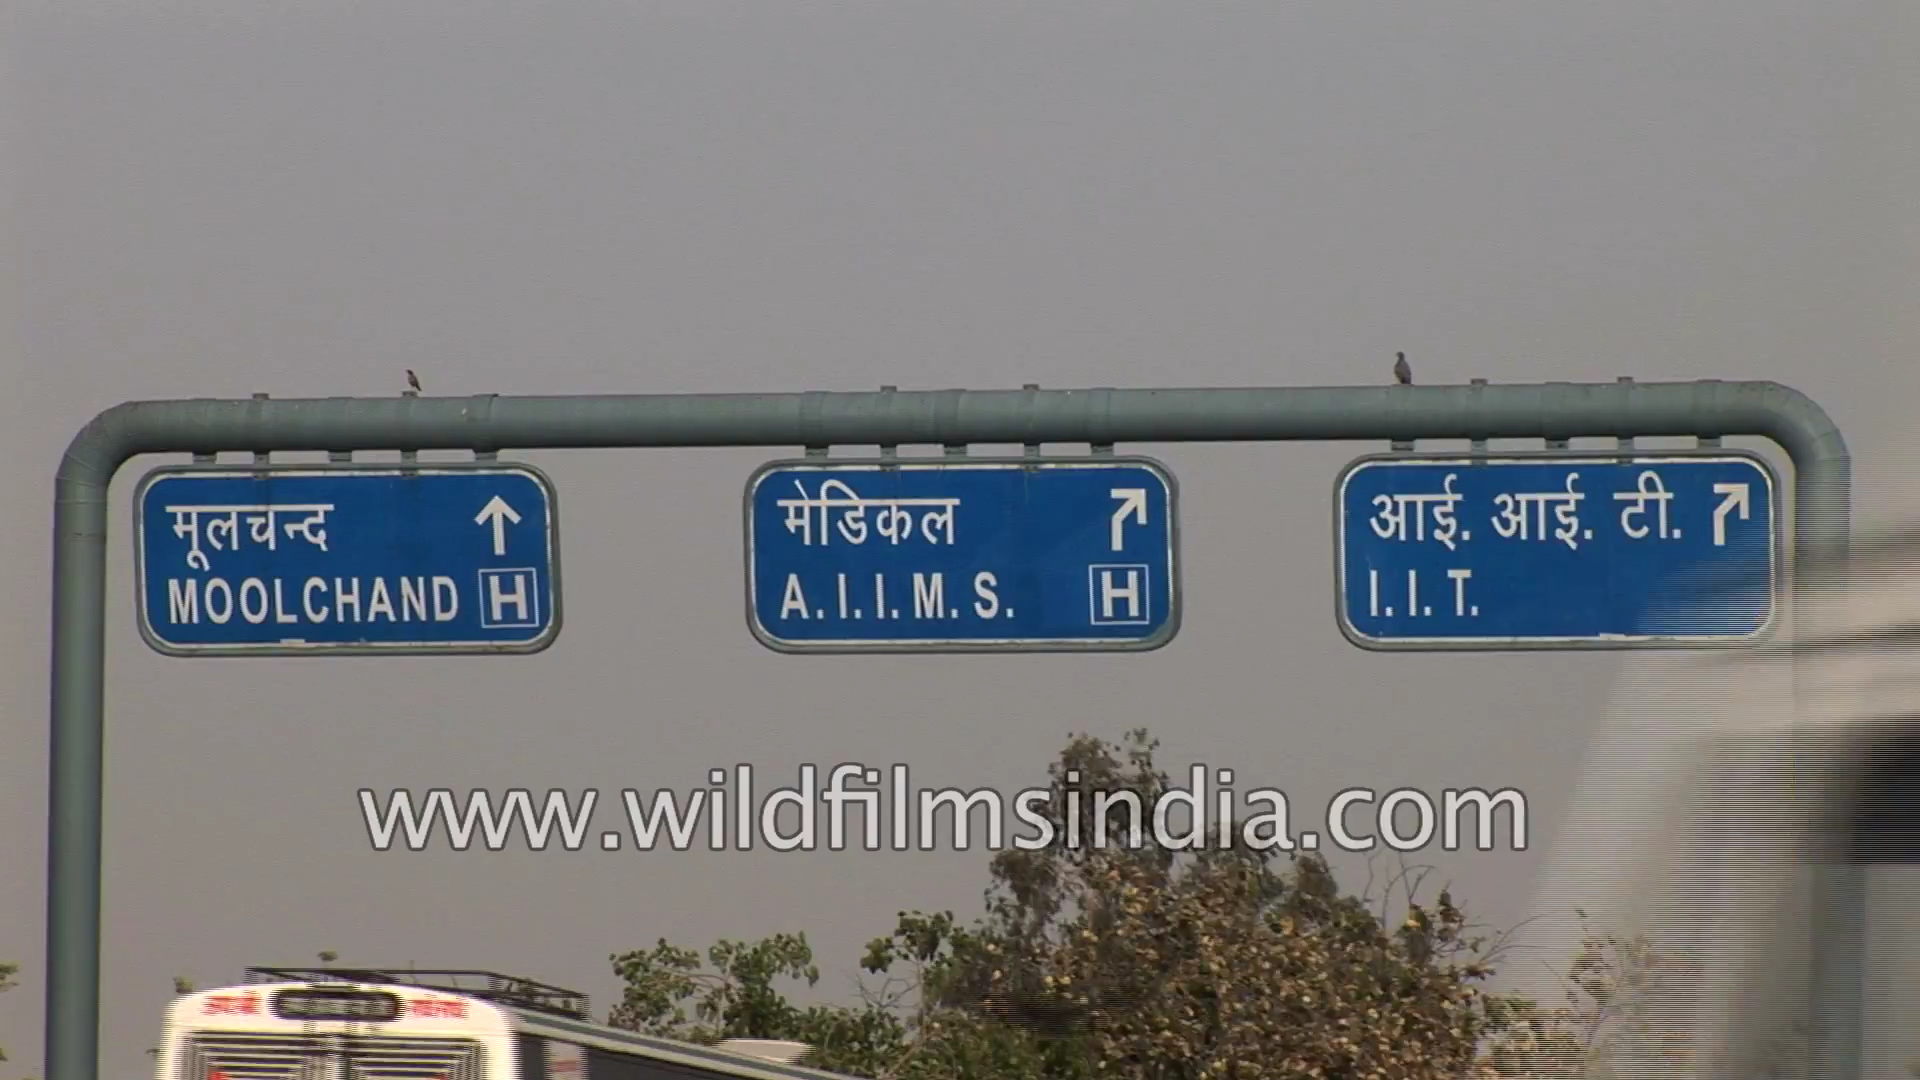 मूलचन्द
MOOLCHAND H
मेडिकल
A.I.I.M.S. H
आई. आई. टी.
I.I.T.
www.wildfilmsindia.com